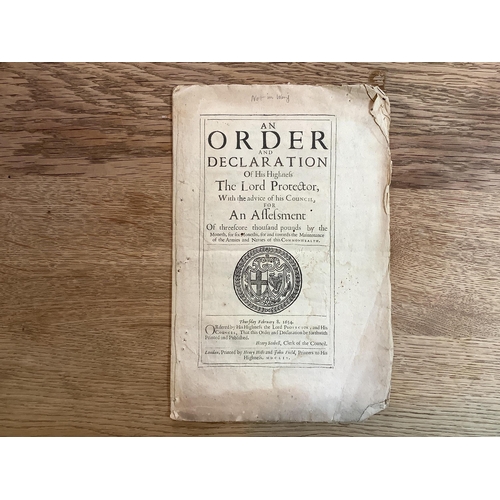 AN
ORDER
AND
DECLARATION
Of His Highness
The Lord Protector,
With the advice of his COUNCIL,
FOR
An Assessment
Of threescore thousand pounds by the
Moneth, for six Moneths, for and towards the Maintenance
of the Armies and Navies of this COMMONWEALTH.
Thursday February 8. 1654.
ORdered by His Highness the Lord PROTECTOR, and His
COUNCEL, That this Order and Declaration be forthwith
Printed and Published.
Henry Scobell, Clerk of the Council.
London, Printed by Henry Hills and John Field, Printers to His
Highness. MDCLIV.